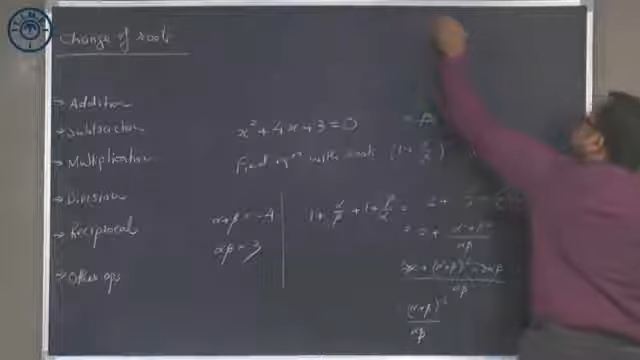 Change of roots
→ Addition
→ Subtraction
→ Multiplication
→ Division
→ Reciprocal
→ Other ops
x² + 4x + 3 = 0
= β
Find eqn with roots (1 + β/α)
α+β = -4
αβ = 3
1 + α/β + 1 + β/α = 2 +
= 2 + α²+β²/αβ
(α+β)² - 2αβ
αβ
(α+β)²
αβ